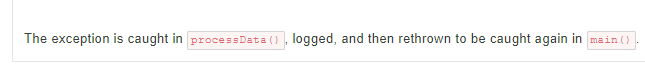 The exception is caught in processData(), logged, and then rethrown to be caught again in main().